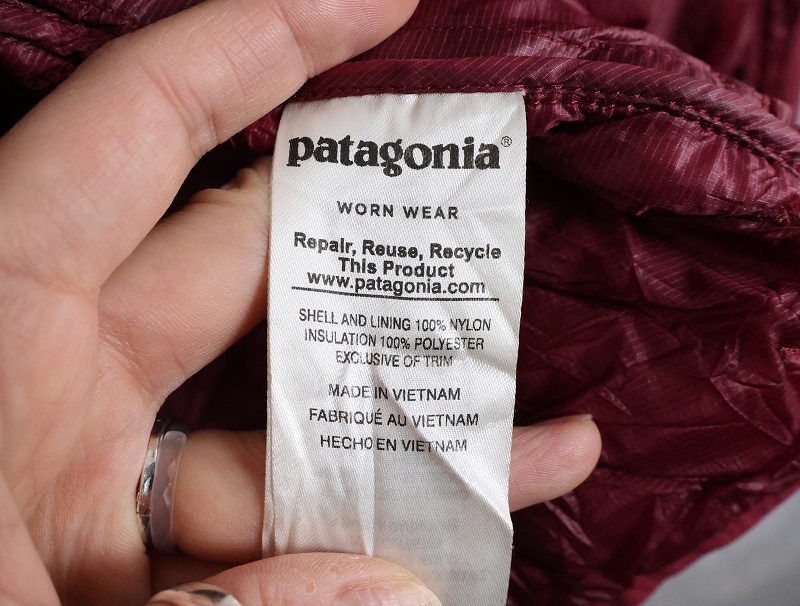 patagonia®
WORN WEAR
Repair, Reuse, Recycle
This Product
www.patagonia.com
SHELL AND LINING 100% NYLON
INSULATION 100% POLYESTER
EXCLUSIVE OF TRIM
MADE IN VIETNAM
FABRIQUÉ AU VIETNAM
HECHO EN VIETNAM